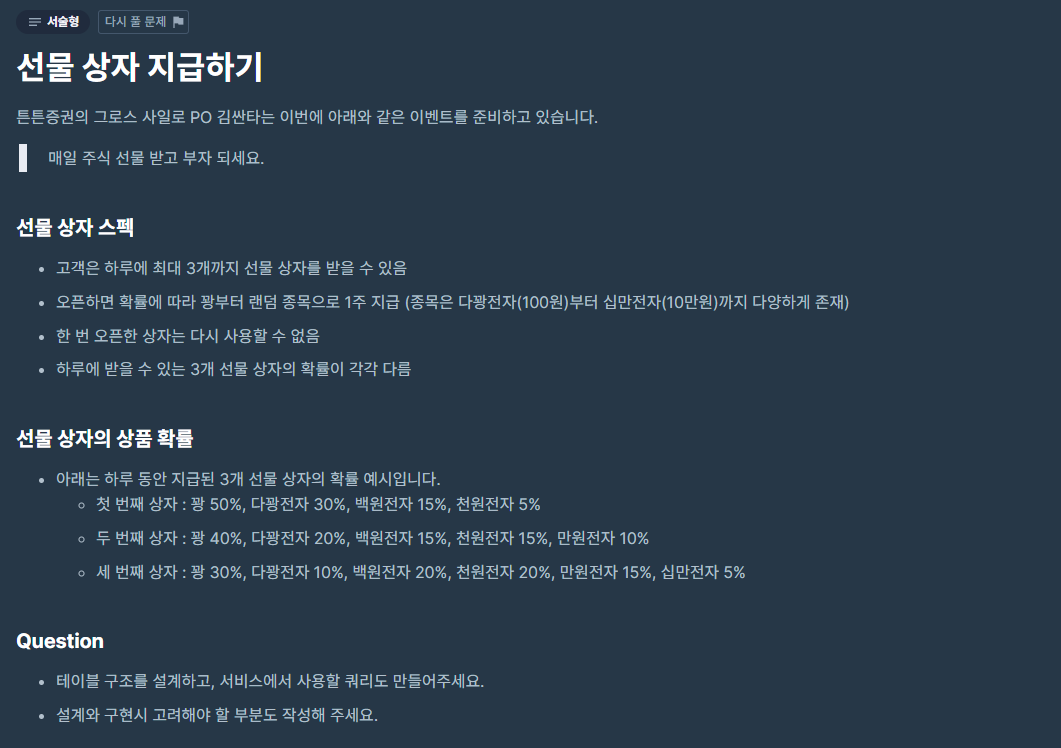 서술형 다시 풀 문제
선물 상자 지급하기
튼튼증권의 그로스 사일로 PO 김싼타는 이번에 아래와 같은 이벤트를 준비하고 있습니다.
매일 주식 선물 받고 부자 되세요.
선물 상자 스펙
고객은 하루에 최대 3개까지 선물 상자를 받을 수 있음
오픈하면 확률에 따라 꽝부터 랜덤 종목으로 1주 지급 (종목은 다꽝전자(100원)부터 십만전자(10만원)까지 다양하게 존재)
한 번 오픈한 상자는 다시 사용할 수 없음
하루에 받을 수 있는 3개 선물 상자의 확률이 각각 다름
선물 상자의 상품 확률
아래는 하루 동안 지급된 3개 선물 상자의 확률 예시입니다.
첫 번째 상자 : 꽝 50%, 다꽝전자 30%, 백원전자 15%, 천원전자 5%
두 번째 상자 : 꽝 40%, 다꽝전자 20%, 백원전자 15%, 천원전자 15%, 만원전자 10%
세 번째 상자 : 꽝 30%, 다꽝전자 10%, 백원전자 20%, 천원전자 20%, 만원전자 15%, 십만전자 5%
Question
테이블 구조를 설계하고, 서비스에서 사용할 쿼리도 만들어주세요.
설계와 구현시 고려해야 할 부분도 작성해 주세요.